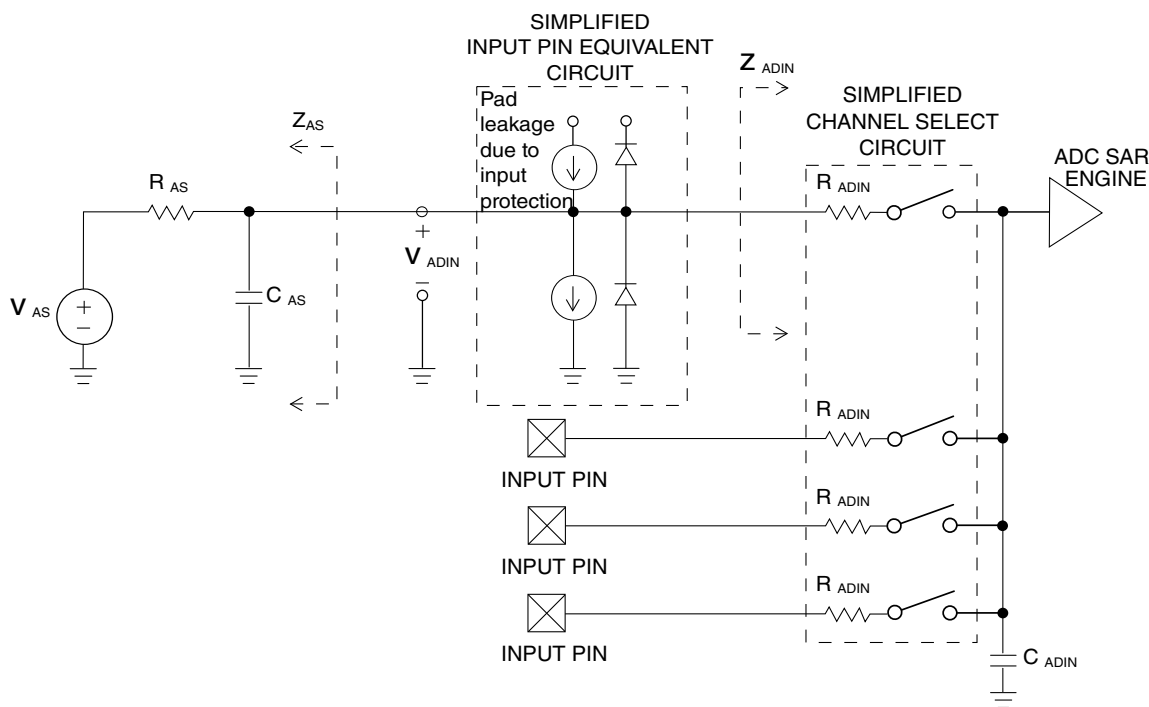 SIMPLIFIED
INPUT PIN EQUIVALENT
CIRCUIT
Pad
leakage
due to
input
protection
ZAS
Z ADIN
SIMPLIFIED
CHANNEL SELECT
CIRCUIT
ADC SAR
ENGINE
R AS
R ADIN
+
V ADIN
–
C AS
+
–
V AS
R ADIN
INPUT PIN
R ADIN
INPUT PIN
R ADIN
INPUT PIN
C ADIN